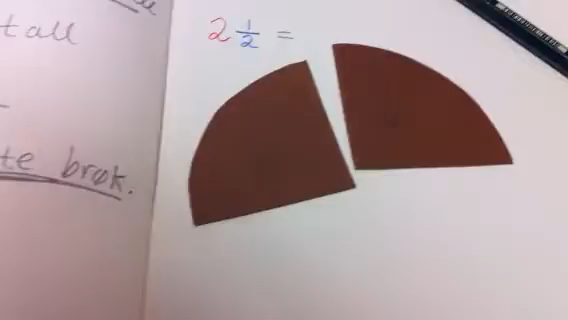 tall
te brøk.
2 1/2 =